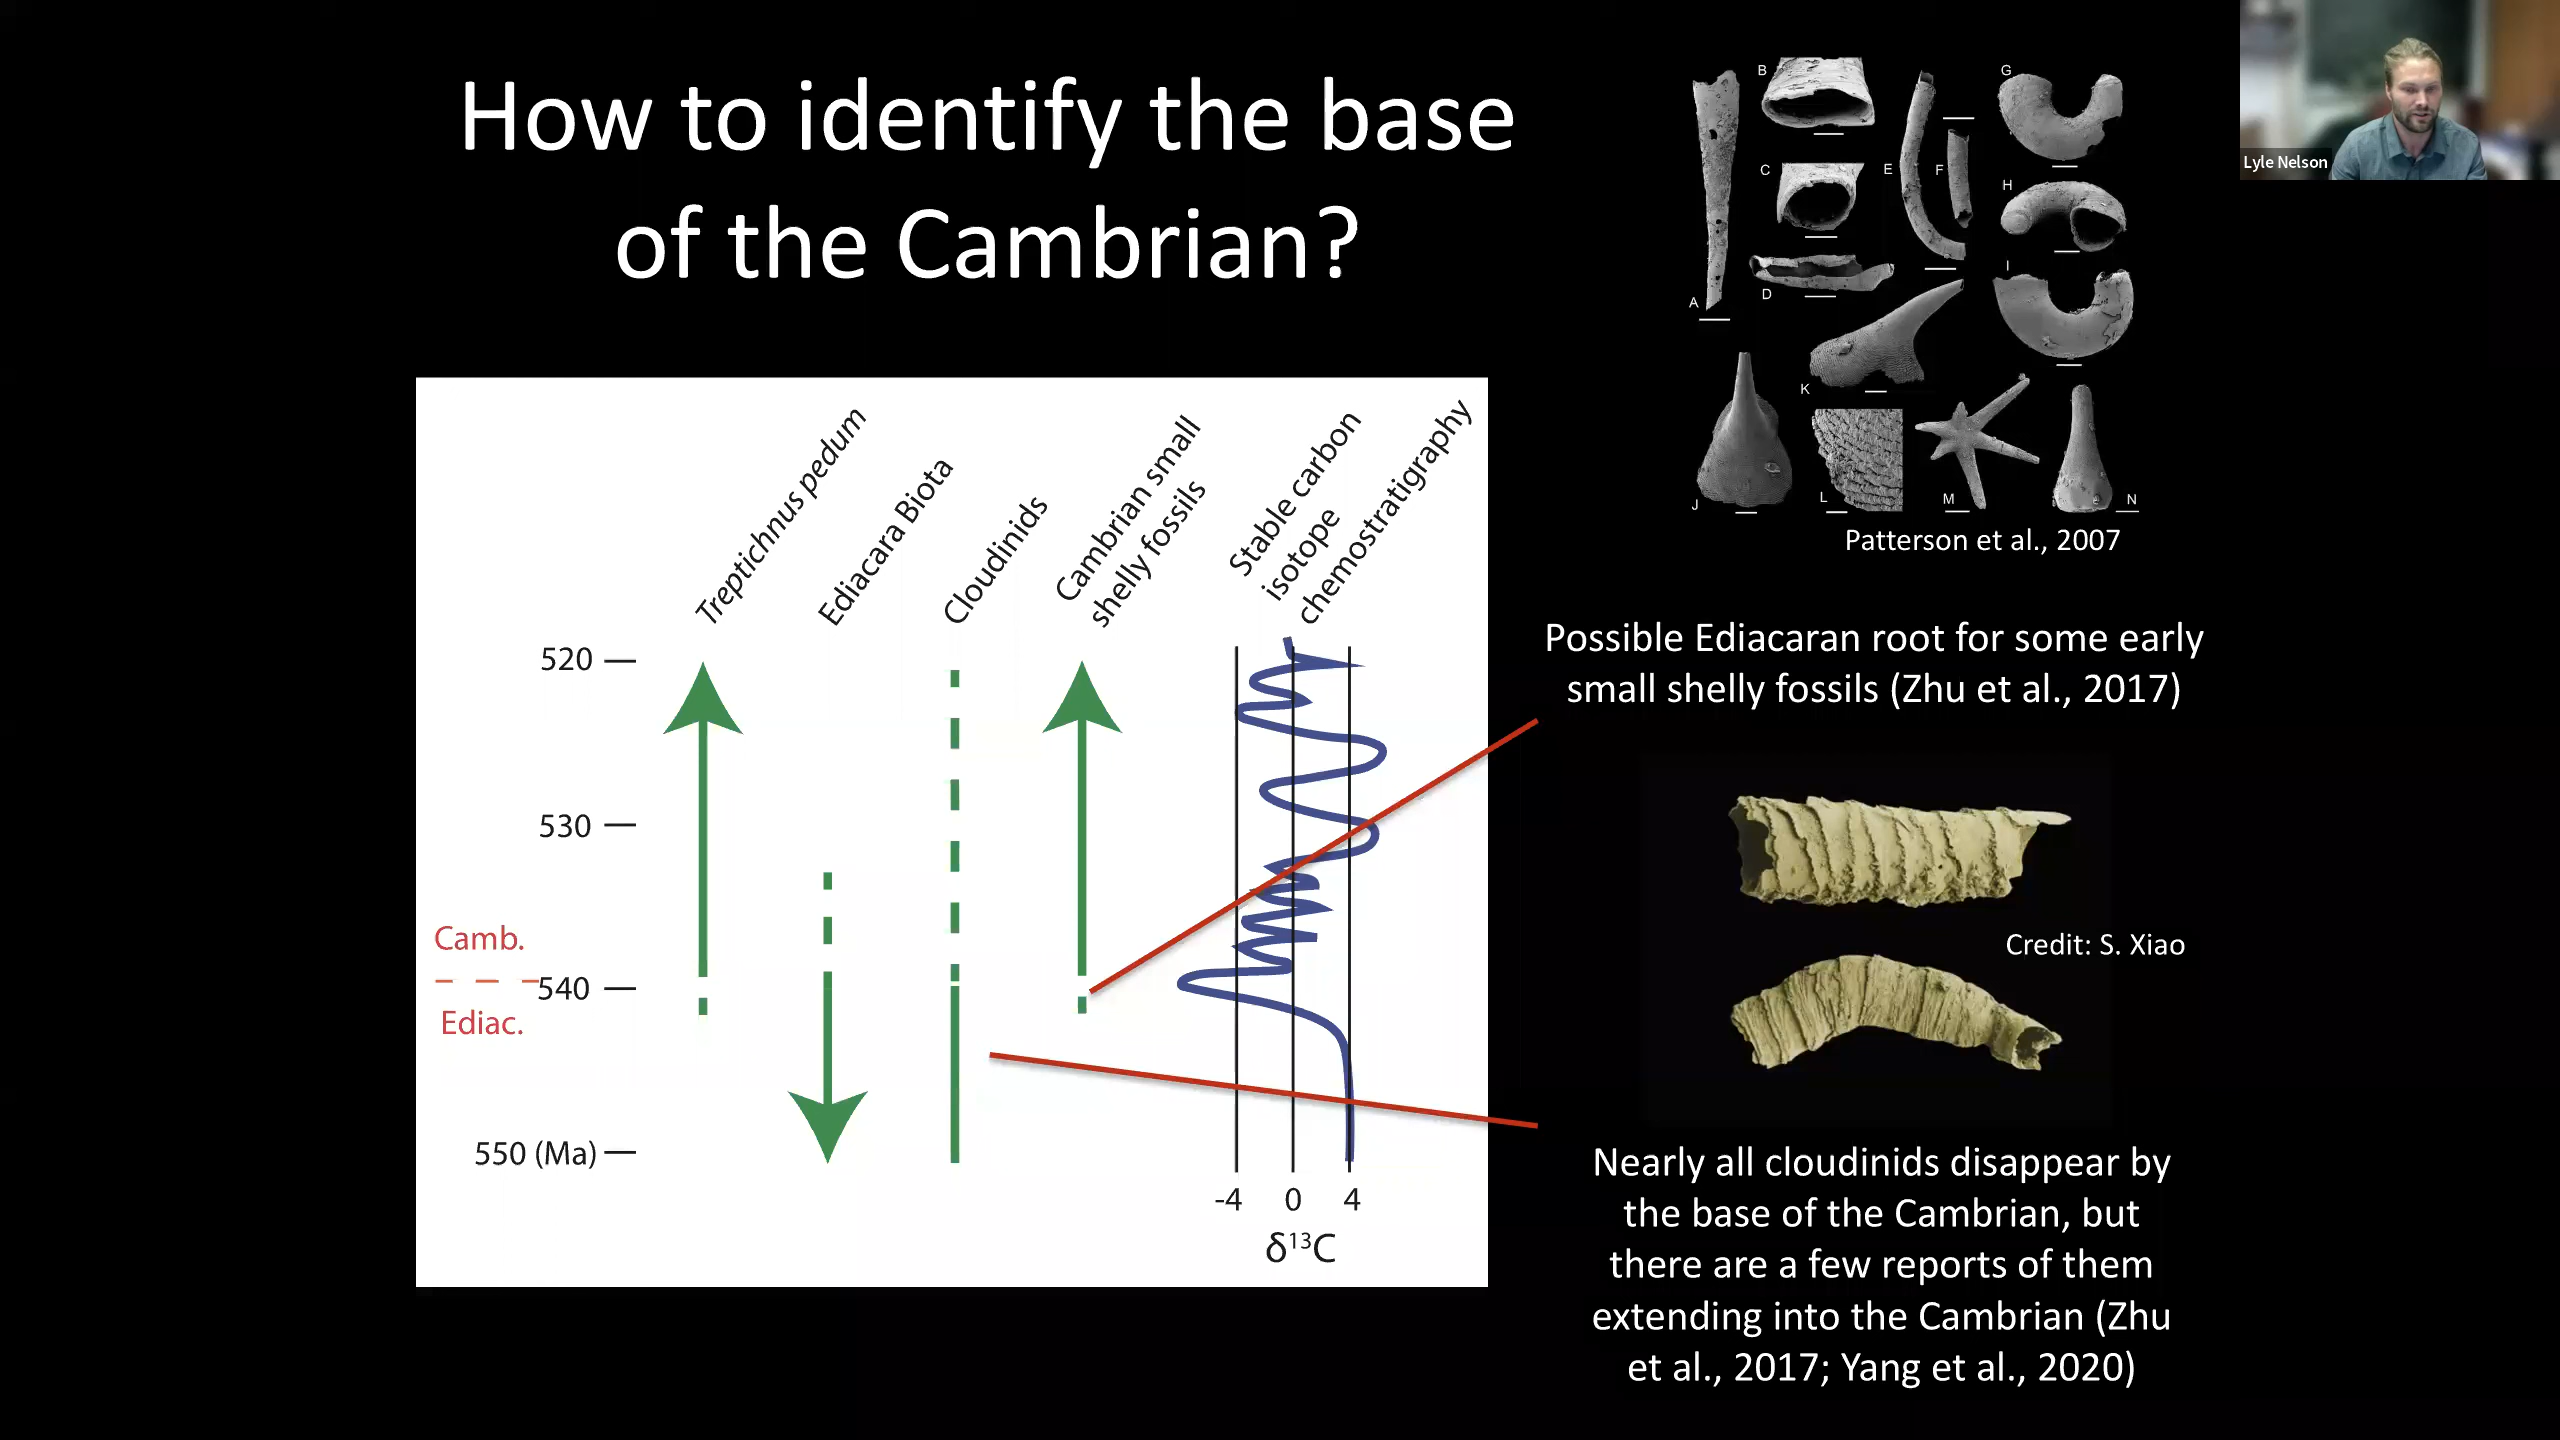 How to identify the base
of the Cambrian?
Lyle Nelson
Treptichnus pedum
Ediacara Biota
Cloudinids
Cambrian small
shelly fossils
Stable carbon
isotope
chemostratigraphy
520
530
Camb.
540
Ediac.
550 (Ma)
-4 0 4
δ¹³C
B
G
C
E
F
H
A
D
I
K
J
L
M
N
Patterson et al., 2007
Possible Ediacaran root for some early
small shelly fossils (Zhu et al., 2017)
Credit: S. Xiao
Nearly all cloudinids disappear by
the base of the Cambrian, but
there are a few reports of them
extending into the Cambrian (Zhu
et al., 2017; Yang et al., 2020)